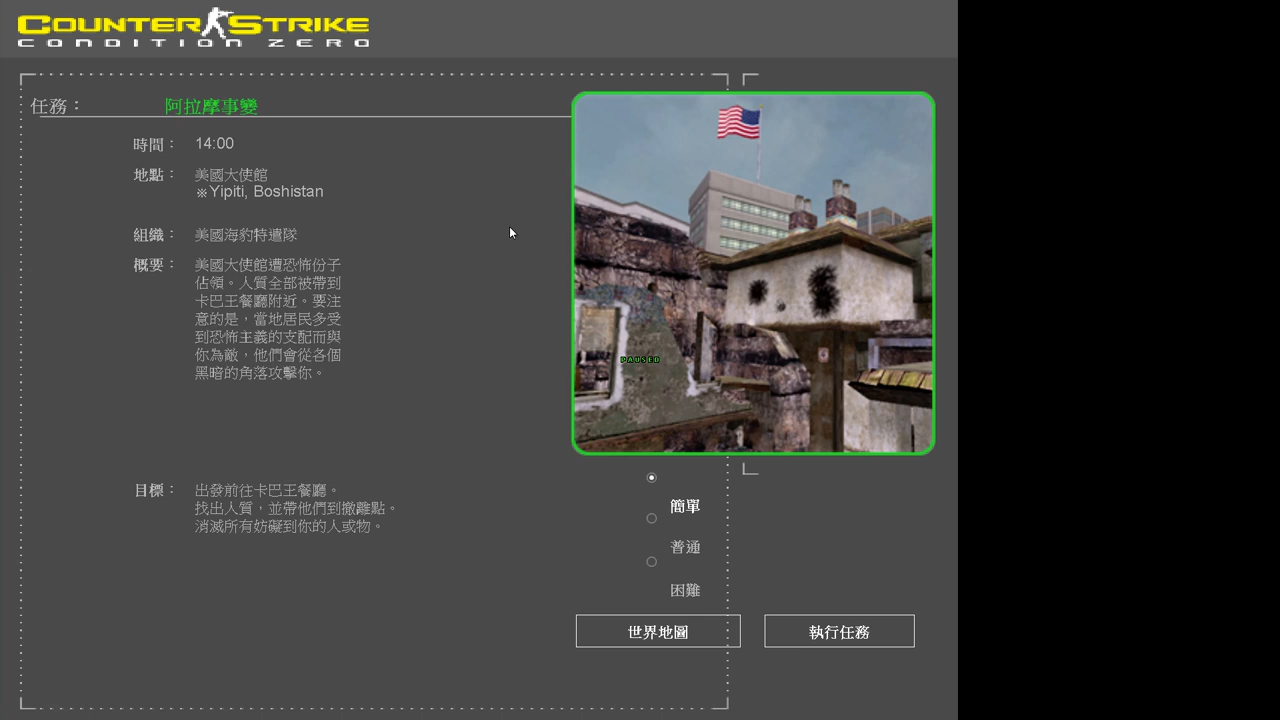 COUNTER STRIKE
CONDITION ZERO
任務： 阿拉摩事變
時間： 14:00
地點： 美國大使館
※Yipiti, Boshistan
組織： 美國海豹特遣隊
概要： 美國大使館遭恐怖份子
佔領。人質全部被帶到
卡巴王餐廳附近。要注
意的是，當地居民多受
到恐怖主義的支配而與
你為敵，他們會從各個
黑暗的角落攻擊你。
PAUSED
目標： 出發前往卡巴王餐廳。
找出人質，並帶他們到撤離點。
消滅所有妨礙到你的人或物。
簡單
普通
困難
世界地圖
執行任務